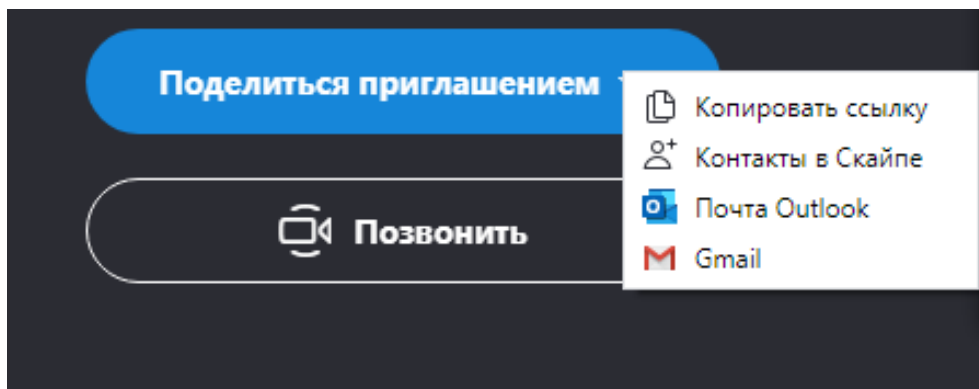 Поделиться приглашением
Копировать ссылку
Контакты в Скайпе
Почта Outlook
Gmail
Позвонить